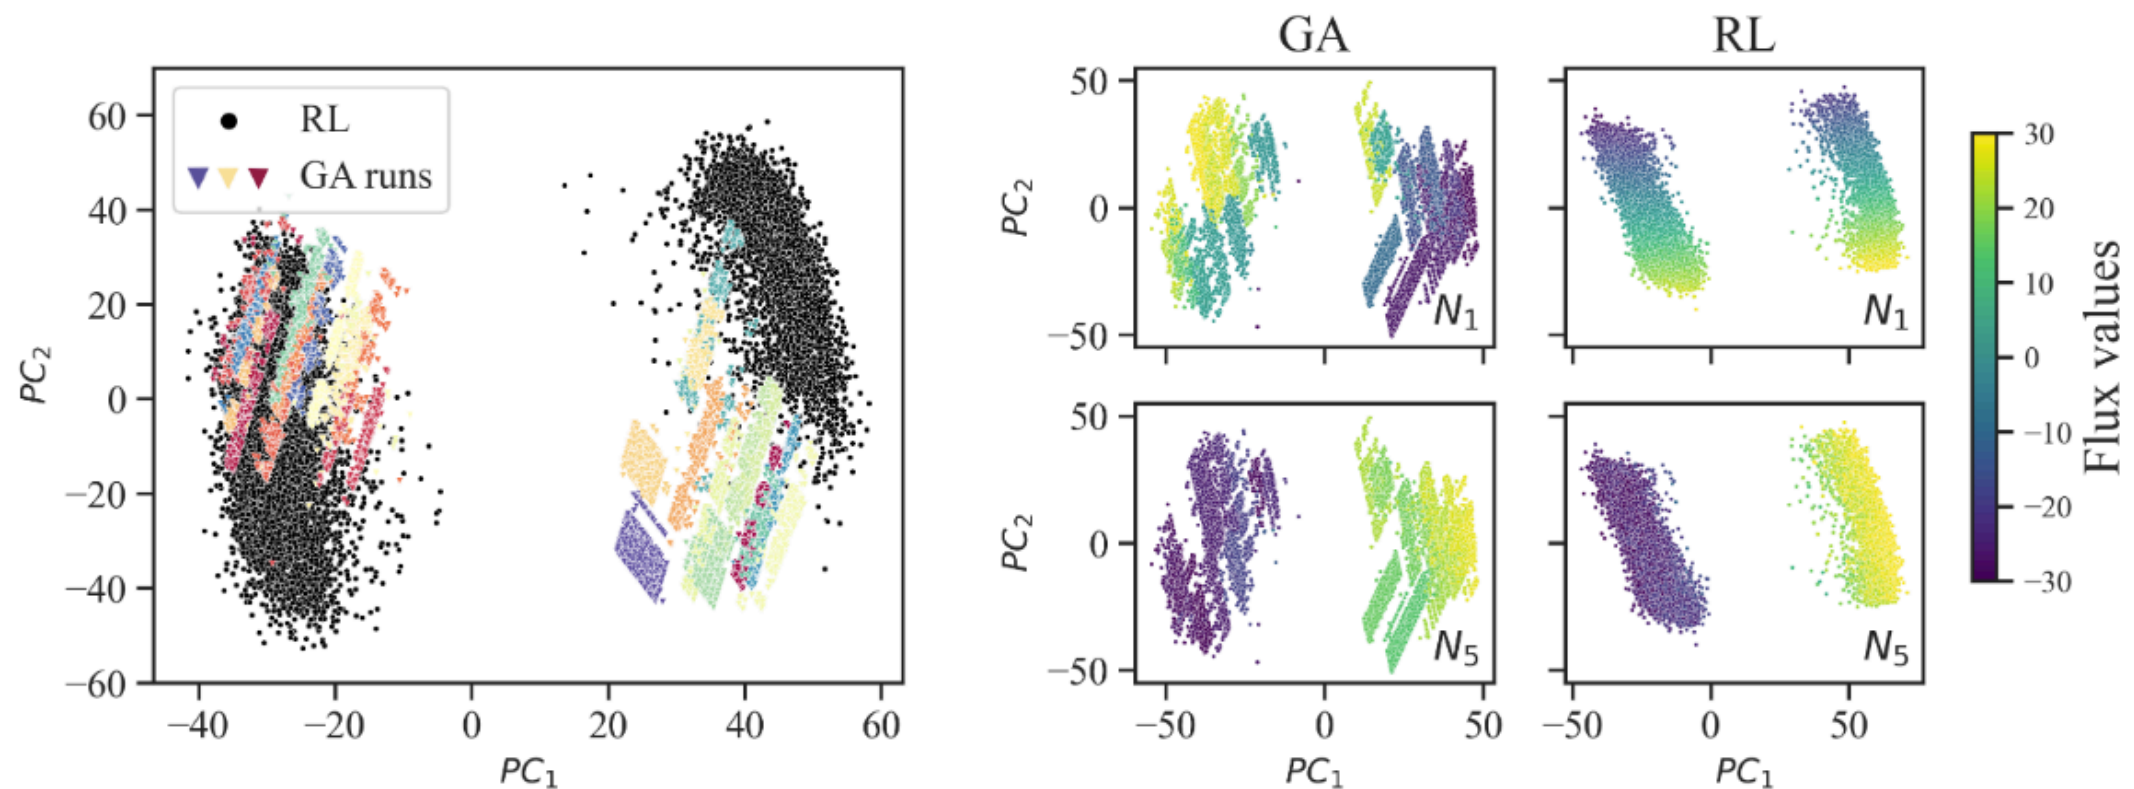 RL
GA runs
60
40
20
0
−20
−40
−60
PC2
−40 −20 0 20 40 60
PC1
GA RL
50
0
−50
PC2
N1 N1
50
0
−50
PC2
N5 N5
−50 0 50 −50 0 50
PC1 PC1
30
20
10
0
−10
−20
−30
Flux values